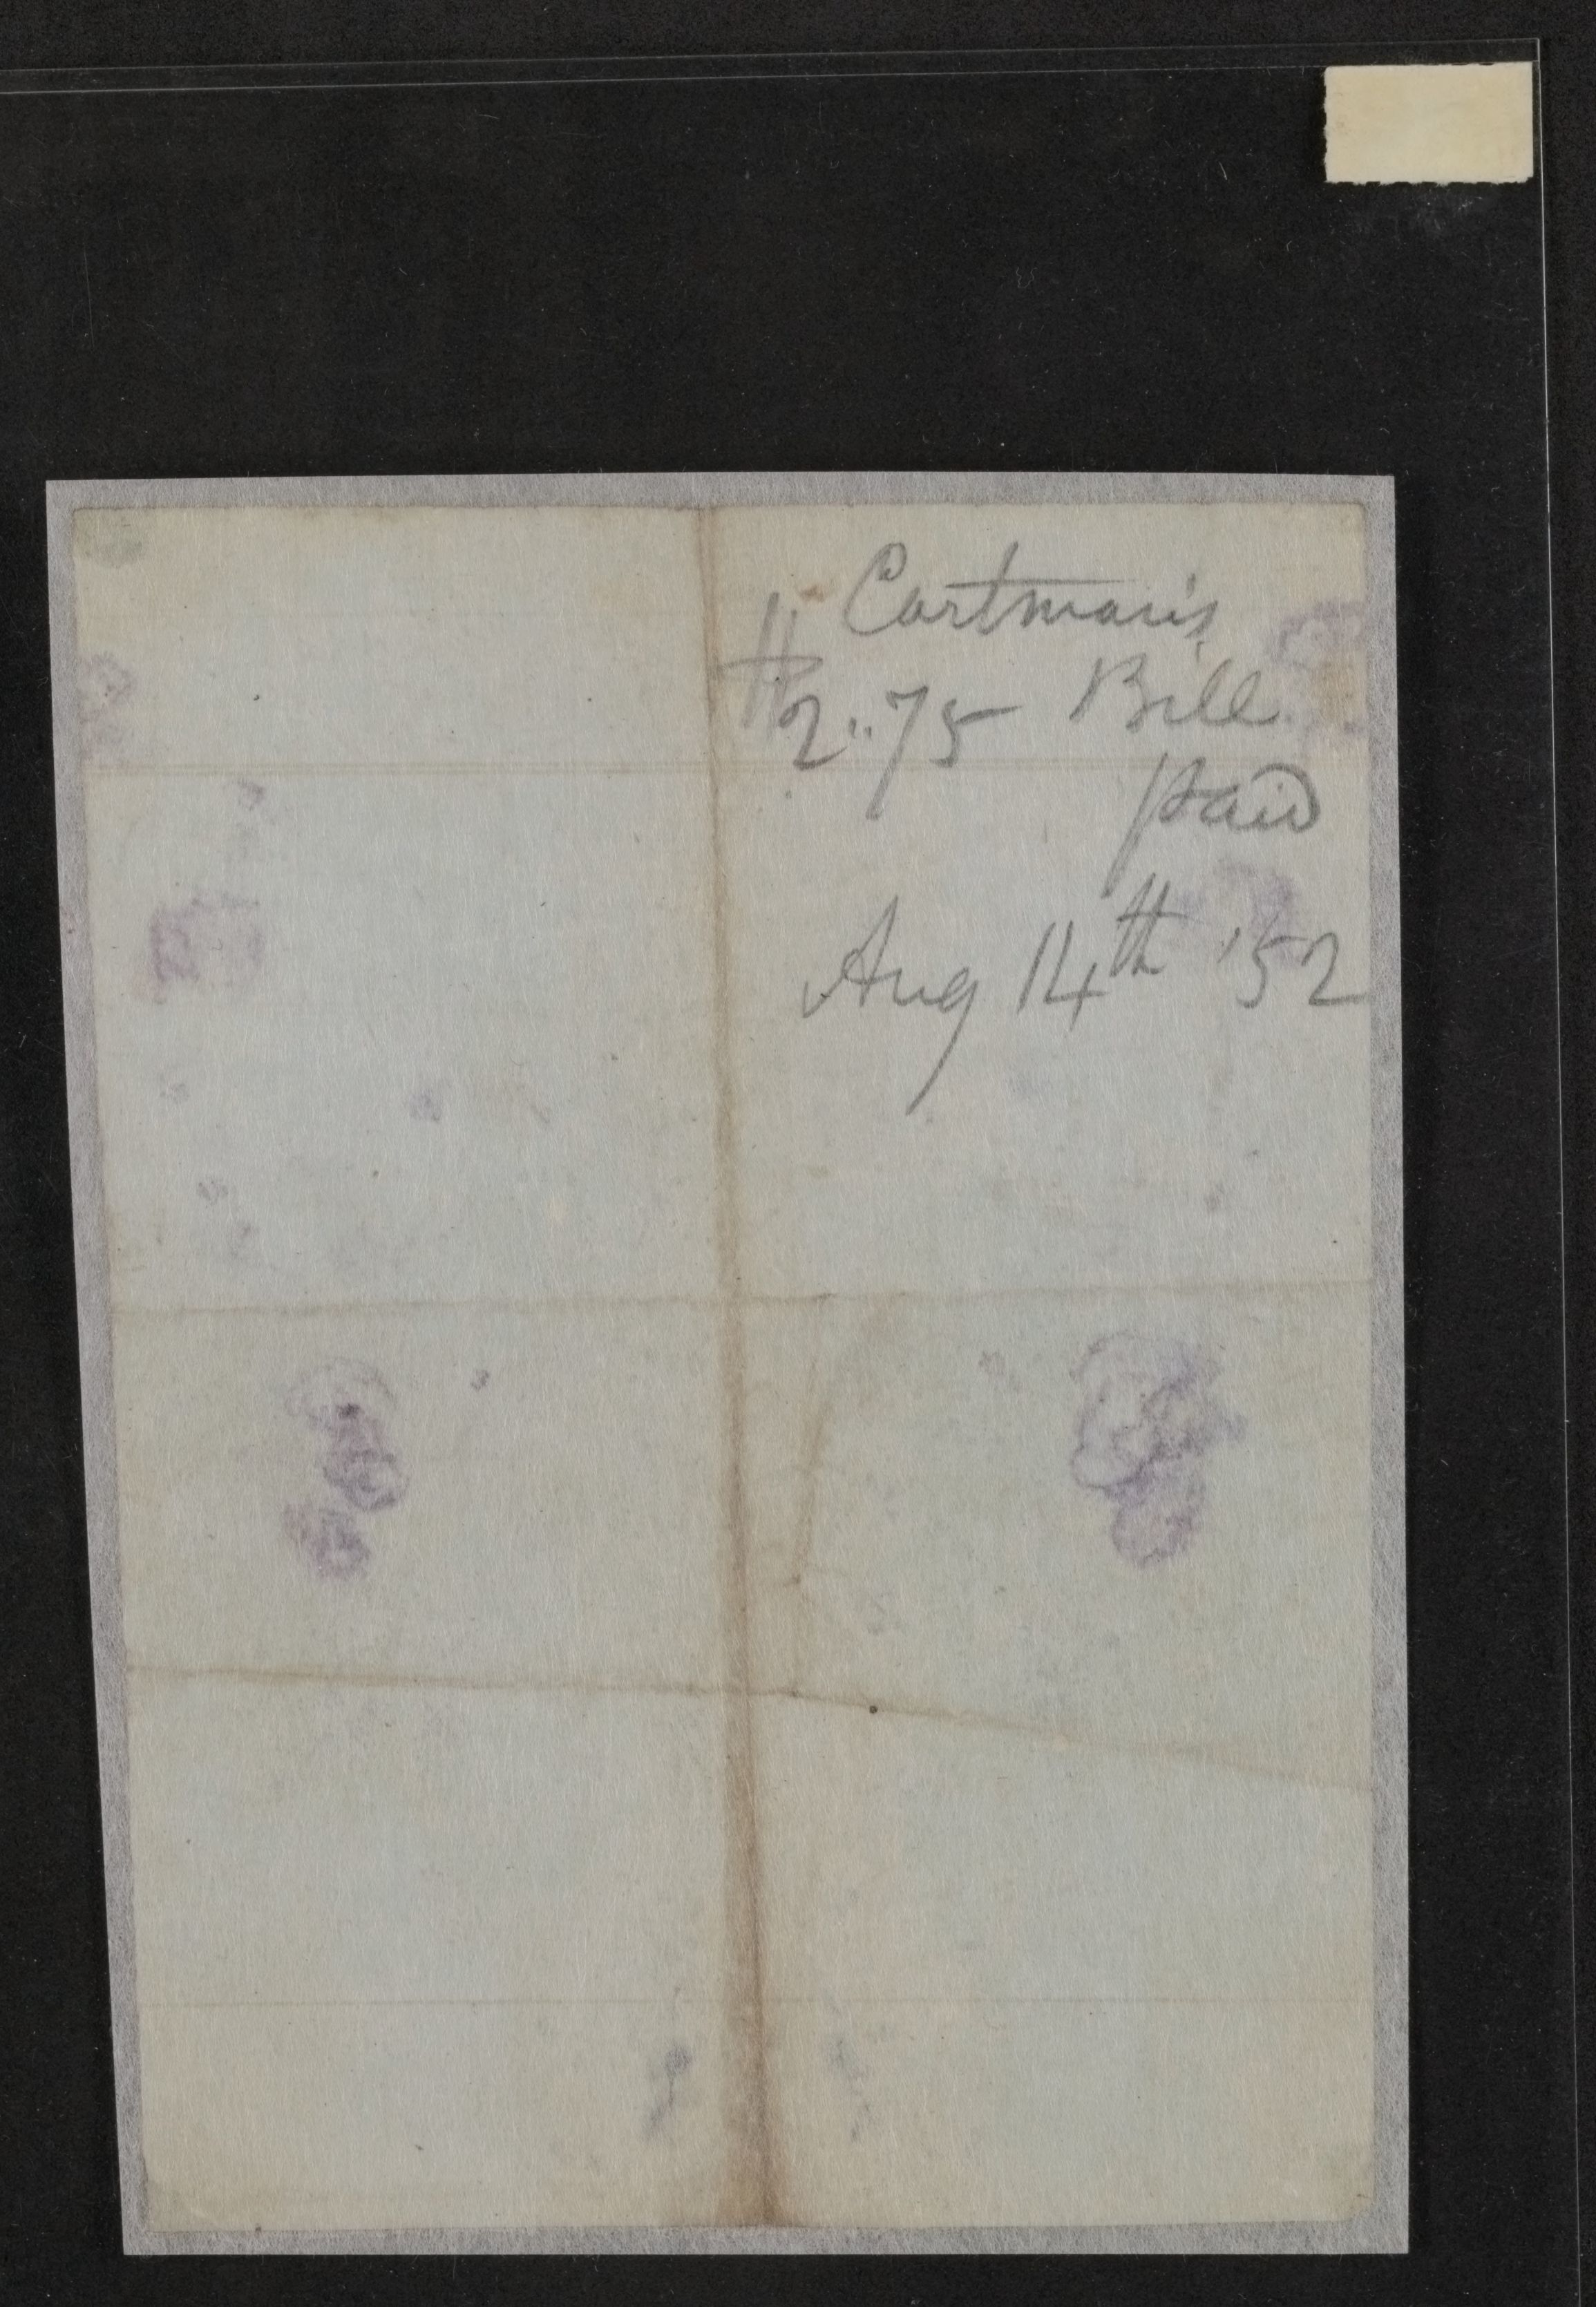 Cartman's
$2.75 Bill
paid
Aug 14th '52